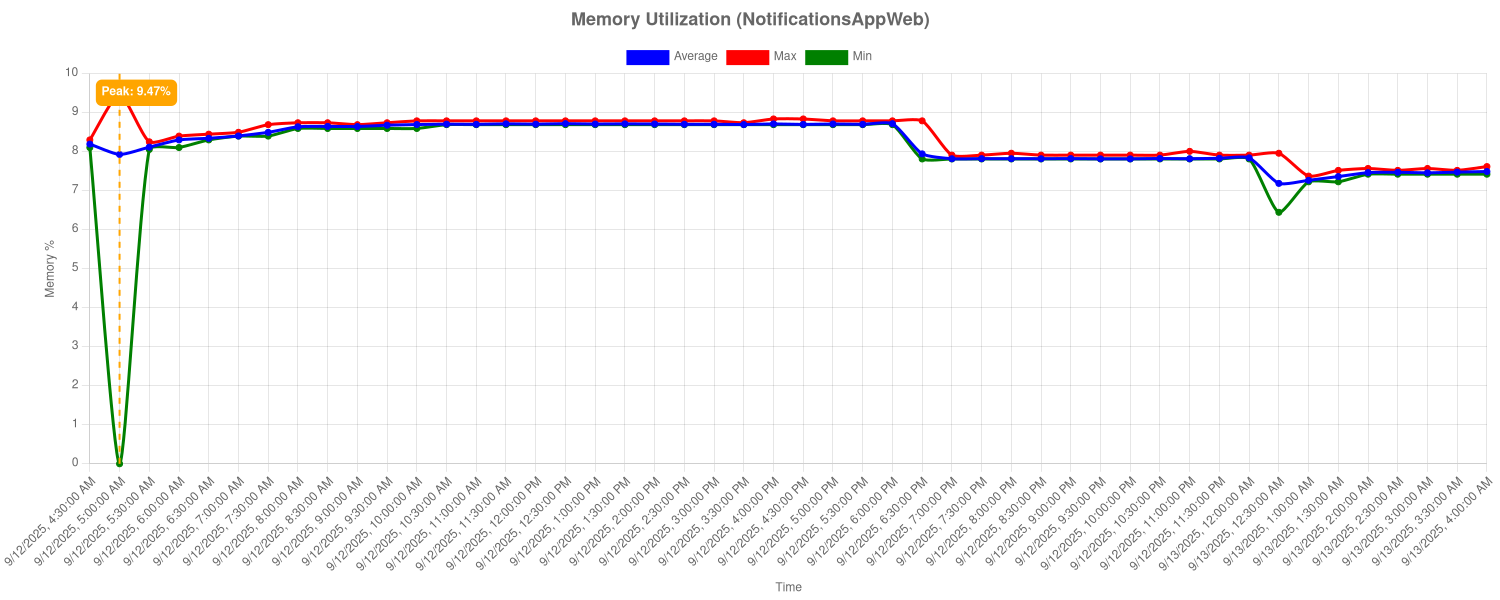 Memory Utilization (NotificationsAppWeb)
Average Max Min
10
Peak: 9.47%
9
8
7
6
5
4
3
2
1
0
Memory %
9/12/2025, 4:30:00 AM
9/12/2025, 5:00:00 AM
9/12/2025, 5:30:00 AM
9/12/2025, 6:00:00 AM
9/12/2025, 6:30:00 AM
9/12/2025, 7:00:00 AM
9/12/2025, 7:30:00 AM
9/12/2025, 8:00:00 AM
9/12/2025, 8:30:00 AM
9/12/2025, 9:00:00 AM
9/12/2025, 9:30:00 AM
9/12/2025, 10:00:00 AM
9/12/2025, 10:30:00 AM
9/12/2025, 11:00:00 AM
9/12/2025, 11:30:00 AM
9/12/2025, 12:00:00 PM
9/12/2025, 12:30:00 PM
9/12/2025, 1:00:00 PM
9/12/2025, 1:30:00 PM
9/12/2025, 2:00:00 PM
9/12/2025, 2:30:00 PM
9/12/2025, 3:00:00 PM
9/12/2025, 3:30:00 PM
9/12/2025, 4:00:00 PM
9/12/2025, 4:30:00 PM
9/12/2025, 5:00:00 PM
9/12/2025, 5:30:00 PM
9/12/2025, 6:00:00 PM
9/12/2025, 6:30:00 PM
9/12/2025, 7:00:00 PM
9/12/2025, 7:30:00 PM
9/12/2025, 8:00:00 PM
9/12/2025, 8:30:00 PM
9/12/2025, 9:00:00 PM
9/12/2025, 9:30:00 PM
9/12/2025, 10:00:00 PM
9/12/2025, 10:30:00 PM
9/12/2025, 11:00:00 PM
9/12/2025, 11:30:00 PM
9/13/2025, 12:00:00 AM
9/13/2025, 12:30:00 AM
9/13/2025, 1:00:00 AM
9/13/2025, 1:30:00 AM
9/13/2025, 2:00:00 AM
9/13/2025, 2:30:00 AM
9/13/2025, 3:00:00 AM
9/13/2025, 3:30:00 AM
9/13/2025, 4:00:00 AM
Time